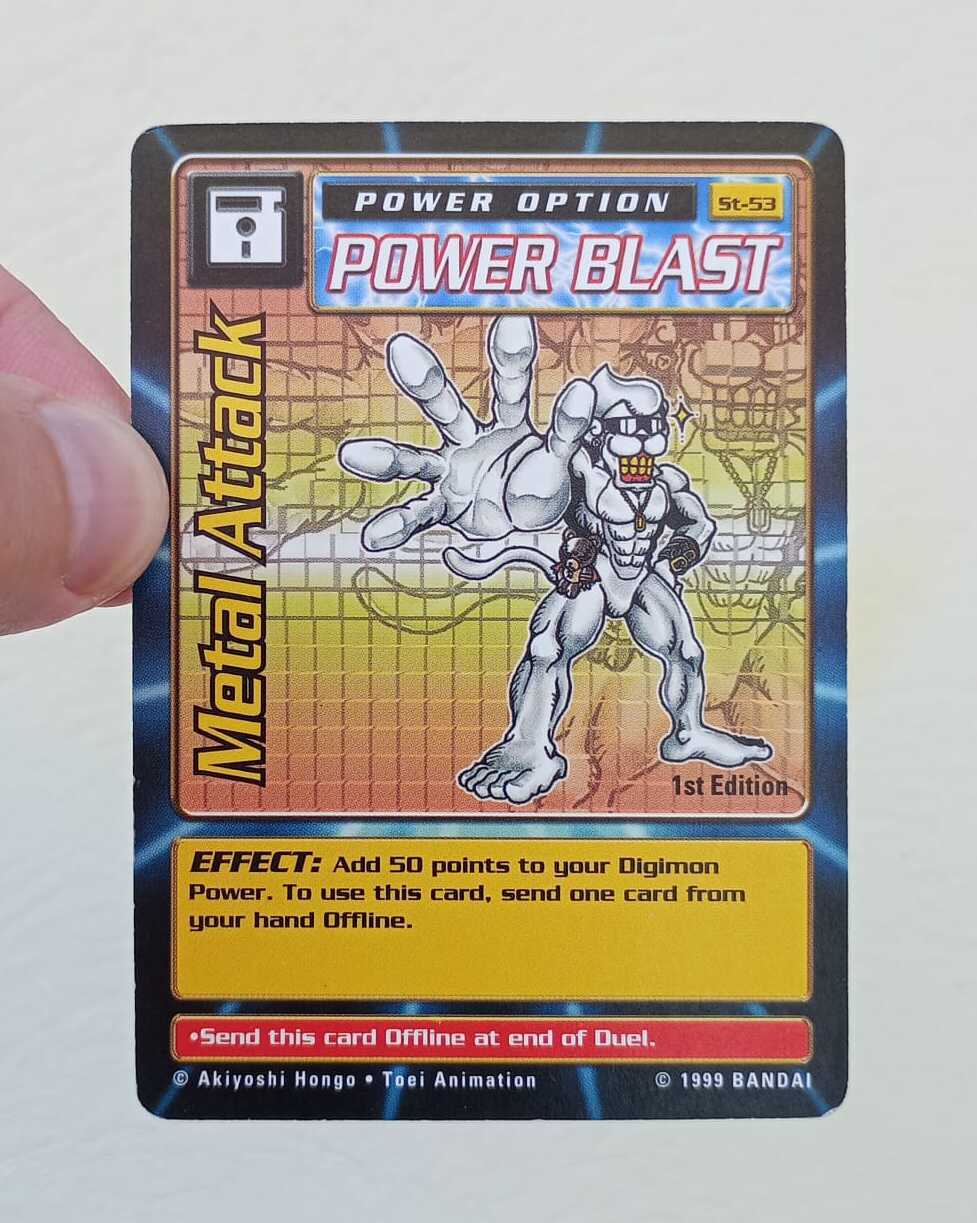 POWER OPTION
St-53
POWER BLAST
Metal Attack
1st Edition
EFFECT: Add 50 points to your Digimon
Power. To use this card, send one card from
your hand Offline.
•Send this card Offline at end of Duel.
© Akiyoshi Hongo • Toei Animation
© 1999 BANDAI